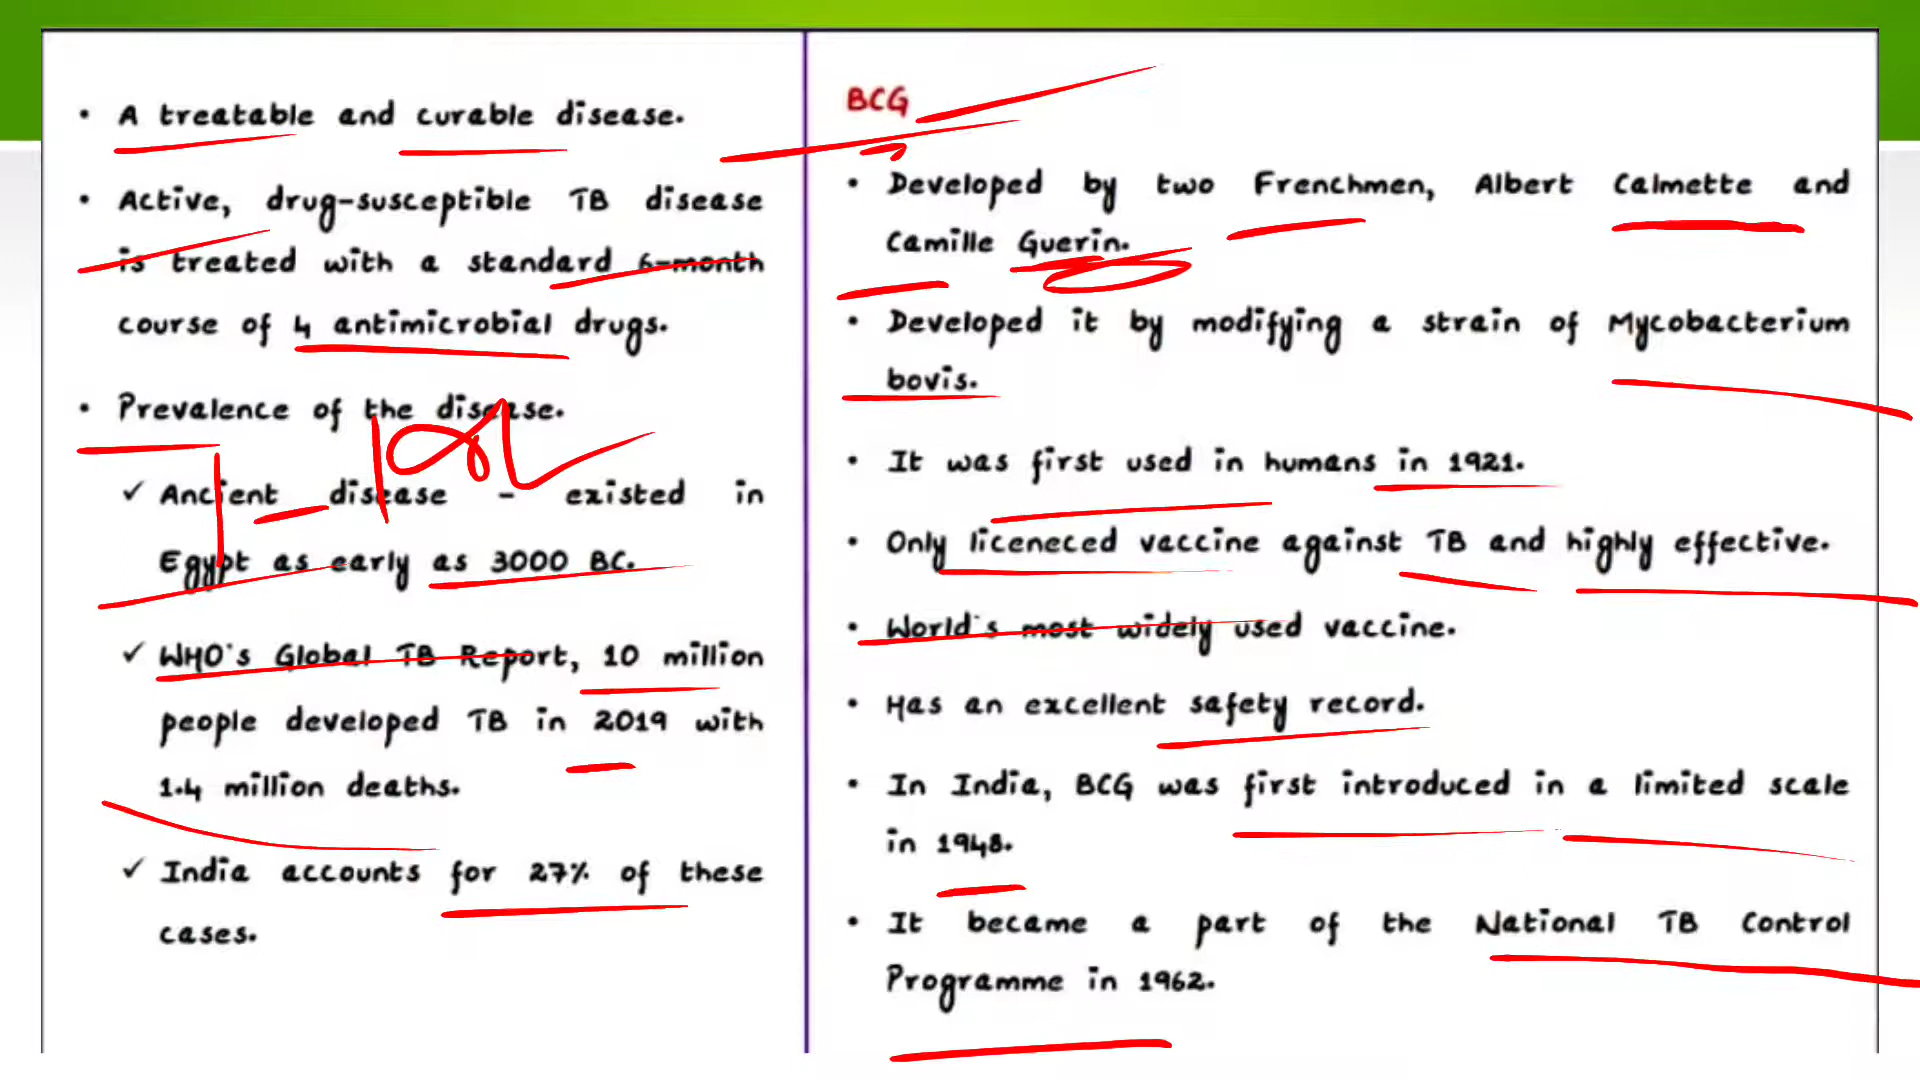 • A treatable and curable disease.
• Active, drug-susceptible TB disease
is treated with a standard 6-month
course of 4 antimicrobial drugs.
• Prevalence of the disease.
✓ Ancient disease - existed in
Egypt as early as 3000 BC.
✓ WHO's Global TB Report, 10 million
people developed TB in 2019 with
1.4 million deaths.
✓ India accounts for 27% of these
cases.
BCG
• Developed by two Frenchmen, Albert Calmette and
Camille Guerin.
• Developed it by modifying a strain of Mycobacterium
bovis.
• It was first used in humans in 1921.
• Only liceneced vaccine against TB and highly effective.
• World's most widely used vaccine.
• Has an excellent safety record.
• In India, BCG was first introduced in a limited scale
in 1948.
• It became a part of the National TB Control
Programme in 1962.